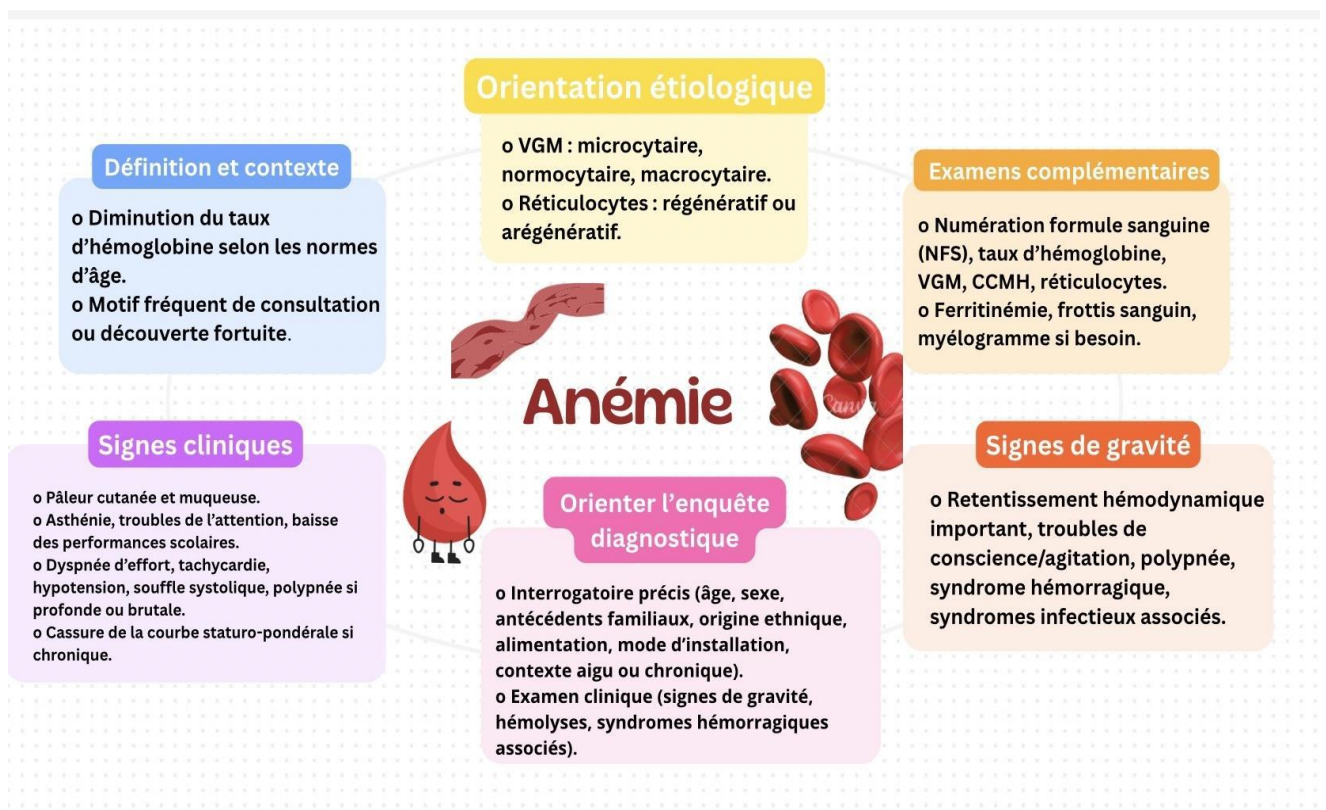 Orientation étiologique
o VGM : microcytaire,
normocytaire, macrocytaire.
o Réticulocytes : régénératif ou
arégénératif.
Définition et contexte
o Diminution du taux
d’hémoglobine selon les normes
d’âge.
o Motif fréquent de consultation
ou découverte fortuite.
Examens complémentaires
o Numération formule sanguine
(NFS), taux d’hémoglobine,
VGM, CCMH, réticulocytes.
o Ferritinémie, frottis sanguin,
myélogramme si besoin.
Anémie
Canva
Signes cliniques
o Pâleur cutanée et muqueuse.
o Asthénie, troubles de l’attention, baisse
des performances scolaires.
o Dyspnée d’effort, tachycardie,
hypotension, souffle systolique, polypnée si
profonde ou brutale.
o Cassure de la courbe staturo-pondérale si
chronique.
Orienter l’enquête
diagnostique
o Interrogatoire précis (âge, sexe,
antécédents familiaux, origine ethnique,
alimentation, mode d’installation,
contexte aigu ou chronique).
o Examen clinique (signes de gravité,
hémolyses, syndromes hémorragiques
associés).
Signes de gravité
o Retentissement hémodynamique
important, troubles de
conscience/agitation, polypnée,
syndrome hémorragique,
syndromes infectieux associés.